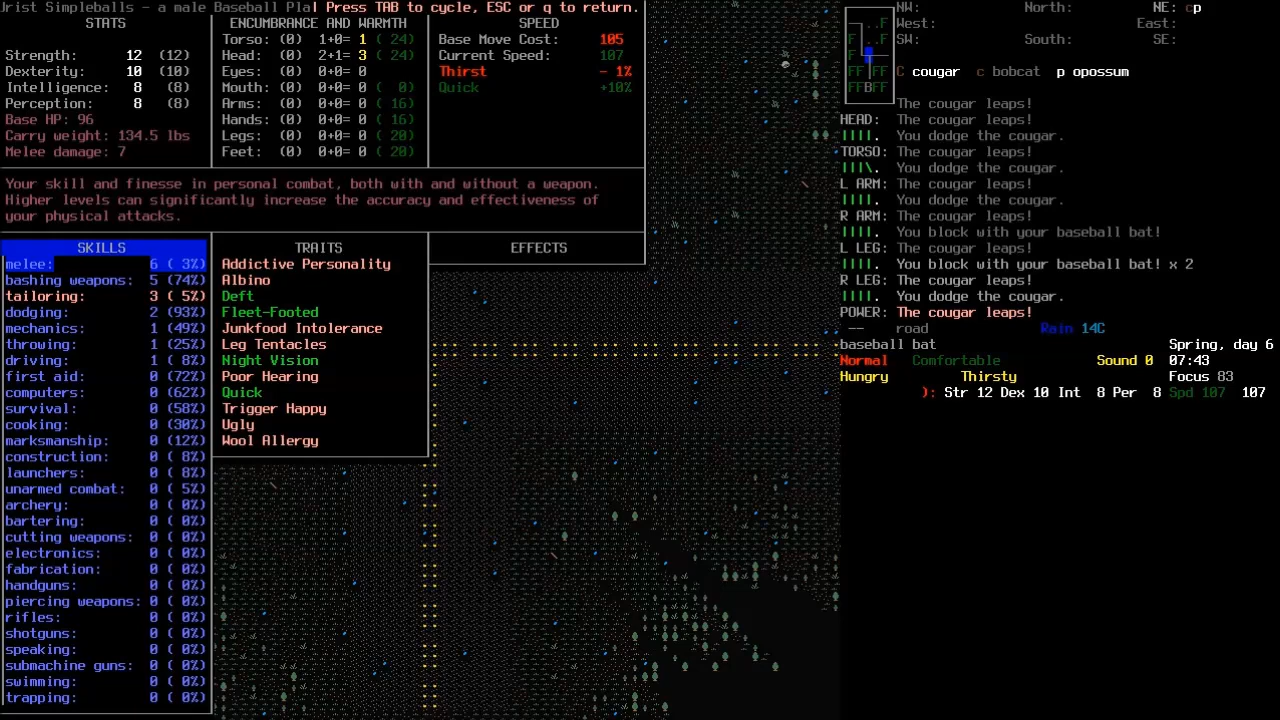 Urist Simpleballs - a male Baseball Pla| Press TAB to cycle, ESC or q to return.
STATS
Strength: 12 (12)
Dexterity: 10 (10)
Intelligence: 8 (8)
Perception: 8 (8)
Base HP: 96
Carry weight: 134.5 lbs
Melee damage: 7
ENCUMBRANCE AND WARMTH
Torso: (0) 1+0= 1 ( 24)
Head: (0) 2+1= 3 ( 24)
Eyes: (0) 0+0= 0
Mouth: (0) 0+0= 0 ( 0)
Arms: (0) 0+0= 0 ( 16)
Hands: (0) 0+0= 0 ( 16)
Legs: (0) 0+0= 0 ( 20)
Feet: (0) 0+0= 0 ( 20)
SPEED
Base Move Cost: 105
Current Speed: 107
Thirst - 1%
Quick +10%
Your skill and finesse in personal combat, both with and without a weapon.
Higher levels can significantly increase the accuracy and effectiveness of
your physical attacks.
SKILLS
melee: 6 ( 3%)
bashing weapons: 5 (74%)
tailoring: 3 ( 5%)
dodging: 2 (93%)
mechanics: 1 (49%)
throwing: 1 (25%)
driving: 1 ( 8%)
first aid: 0 (72%)
computers: 0 (62%)
survival: 0 (58%)
cooking: 0 (30%)
marksmanship: 0 (12%)
construction: 0 ( 8%)
launchers: 0 ( 8%)
unarmed combat: 0 ( 5%)
archery: 0 ( 0%)
bartering: 0 ( 0%)
cutting weapons: 0 ( 0%)
electronics: 0 ( 0%)
fabrication: 0 ( 0%)
handguns: 0 ( 0%)
piercing weapons: 0 ( 0%)
rifles: 0 ( 0%)
shotguns: 0 ( 0%)
speaking: 0 ( 0%)
submachine guns: 0 ( 0%)
swimming: 0 ( 0%)
trapping: 0 ( 0%)
TRAITS
Addictive Personality
Albino
Deft
Fleet-Footed
Junkfood Intolerance
Leg Tentacles
Night Vision
Poor Hearing
Quick
Trigger Happy
Ugly
Wool Allergy
EFFECTS
NW: North: NE: cp
West: East:
SW: South: SE:
C cougar c bobcat p opossum
The cougar leaps!
HEAD: The cougar leaps!
||||. You dodge the cougar.
TORSO: The cougar leaps!
|||\. You dodge the cougar.
L ARM: The cougar leaps!
||||. You dodge the cougar.
R ARM: The cougar leaps!
||||. You block with your baseball bat!
L LEG: The cougar leaps!
||||. You block with your baseball bat! x 2
R LEG: The cougar leaps!
||||. You dodge the cougar.
POWER: The cougar leaps!
-- road Rain 14C
baseball bat Spring, day 6
Normal Comfortable Sound 0 07:43
Hungry Thirsty Focus 83
): Str 12 Dex 10 Int 8 Per 8 Spd 107 107